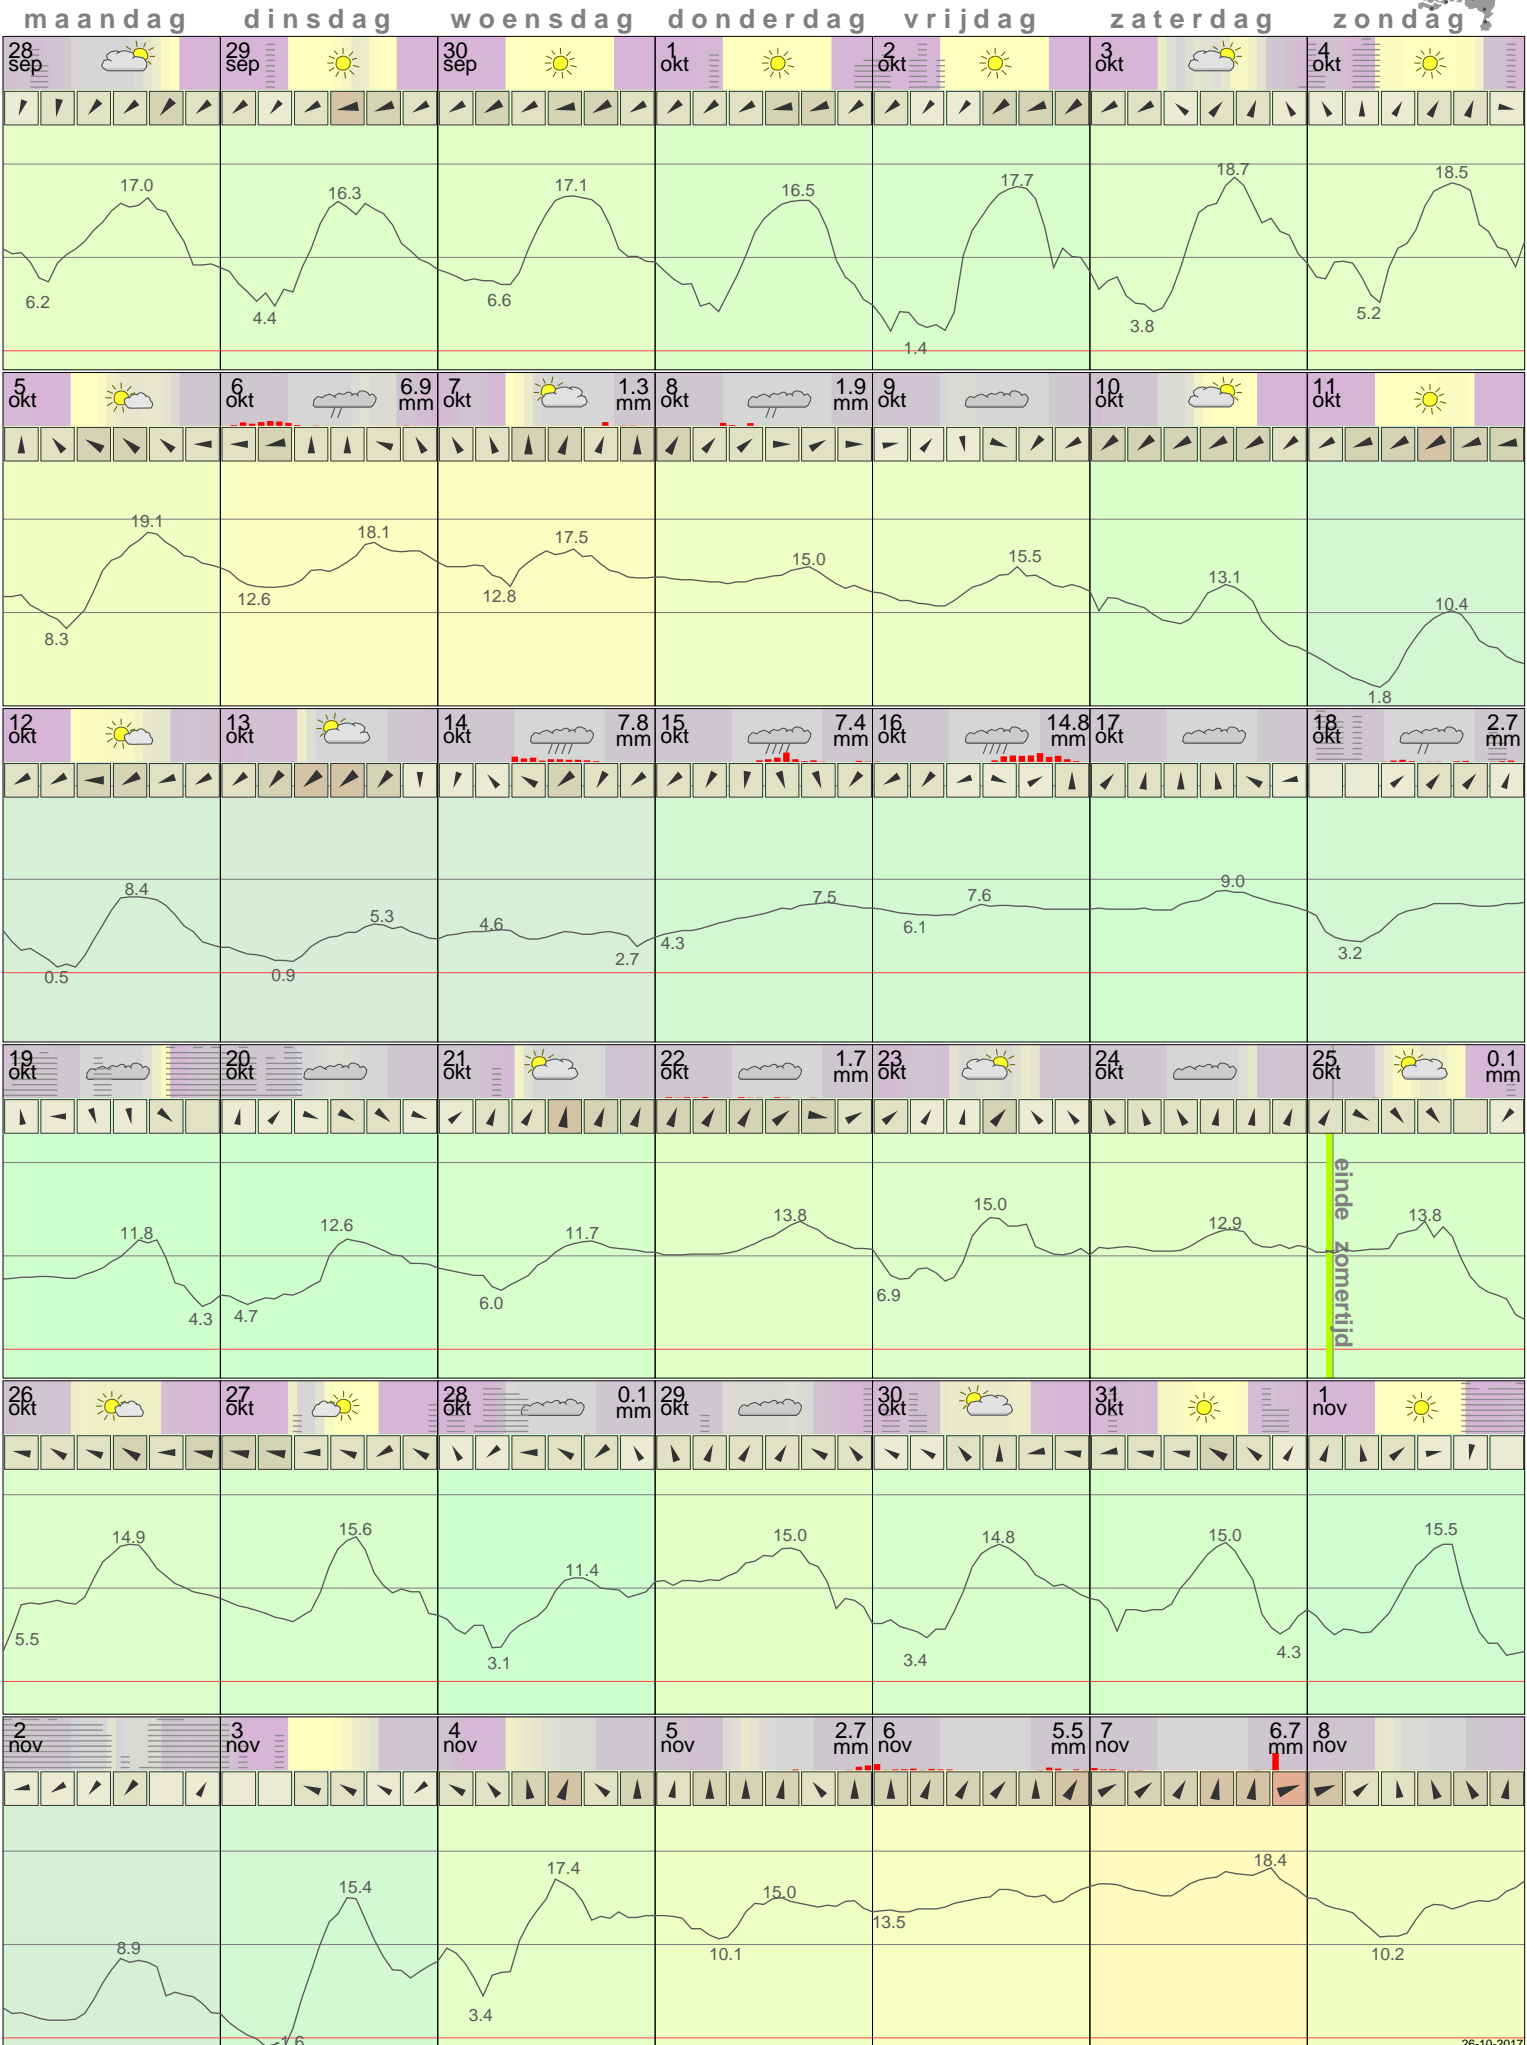 maandag dinsdag woensdag donderdag vrijdag zaterdag zondag
28 29 30 1 2 3 4
sep sep sep okt okt okt okt
17.0 16.3 17.1 16.5 17.7 18.7 18.5
6.2 4.4 6.6 1.4 3.8 5.2
5 6 6.9 7 1.3 8 1.9 9 10 11
okt okt mm okt mm okt mm okt okt okt
19.1 18.1 17.5 15.0 15.5 13.1 10.4
8.3 12.6 12.8 1.8
12 13 14 7.8 15 7.4 16 14.8 17 18 2.7
okt okt okt mm okt mm okt mm okt okt mm
8.4 5.3 4.6 7.5 7.6 9.0
0.5 0.9 2.7 4.3 6.1 3.2
19 20 21 22 1.7 23 24 25 0.1
okt okt okt okt mm okt okt okt mm
11.8 12.6 11.7 13.8 15.0 12.9 13.8
4.3 4.7 6.0 6.9
einde zomertijd
26 27 28 0.1 29 30 31 1
okt okt okt mm okt okt okt nov
14.9 15.6 11.4 15.0 14.8 15.0 15.5
5.5 3.1 3.4 4.3
2 3 4 5 2.7 6 5.5 7 6.7 8
nov nov nov nov mm nov mm nov mm nov
8.9 15.4 17.4 15.0 18.4
-1.6 3.4 10.1 13.5 10.2
26-10-2017